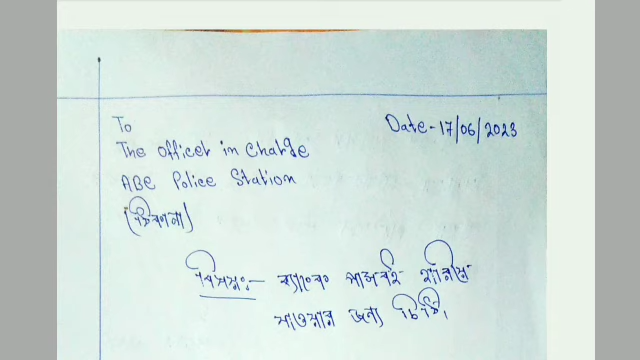 To
Date-17/06/2023
The Officer in Charge
ABC Police Station
(ঠিকানা)
বিষয়ঃ— ব্যাংকের পাসবই হারিয়ে
যাওয়ার জন্য চিঠি।